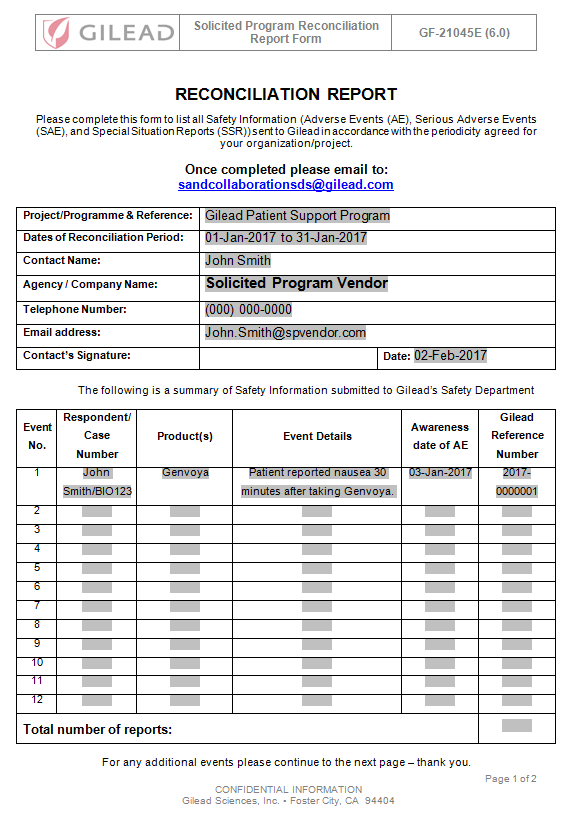 GILEAD
Solicited Program Reconciliation
Report Form
GF-21045E (6.0)
RECONCILIATION REPORT
Please complete this form to list all Safety Information (Adverse Events (AE), Serious Adverse Events
(SAE), and Special Situation Reports (SSR)) sent to Gilead in accordance with the periodicity agreed for
your organization/project.
Once completed please email to:
sandcollaborationsds@gilead.com
Project/Programme & Reference: Gilead Patient Support Program
Dates of Reconciliation Period: 01-Jan-2017 to 31-Jan-2017
Contact Name: John Smith
Agency / Company Name: Solicited Program Vendor
Telephone Number: (000) 000-0000
Email address: John.Smith@spvendor.com
Contact's Signature: Date: 02-Feb-2017
The following is a summary of Safety Information submitted to Gilead's Safety Department
Event
No.
Respondent/
Case
Number
Product(s)
Event Details
Awareness
date of AE
Gilead
Reference
Number
1
John
Smith/BIO123
Genvoya
Patient reported nausea 30
minutes after taking Genvoya.
03-Jan-2017
2017-
0000001
2
3
4
5
6
7
8
9
10
11
12
Total number of reports:
For any additional events please continue to the next page – thank you.
Page 1 of 2
CONFIDENTIAL INFORMATION
Gilead Sciences, Inc. • Foster City, CA 94404